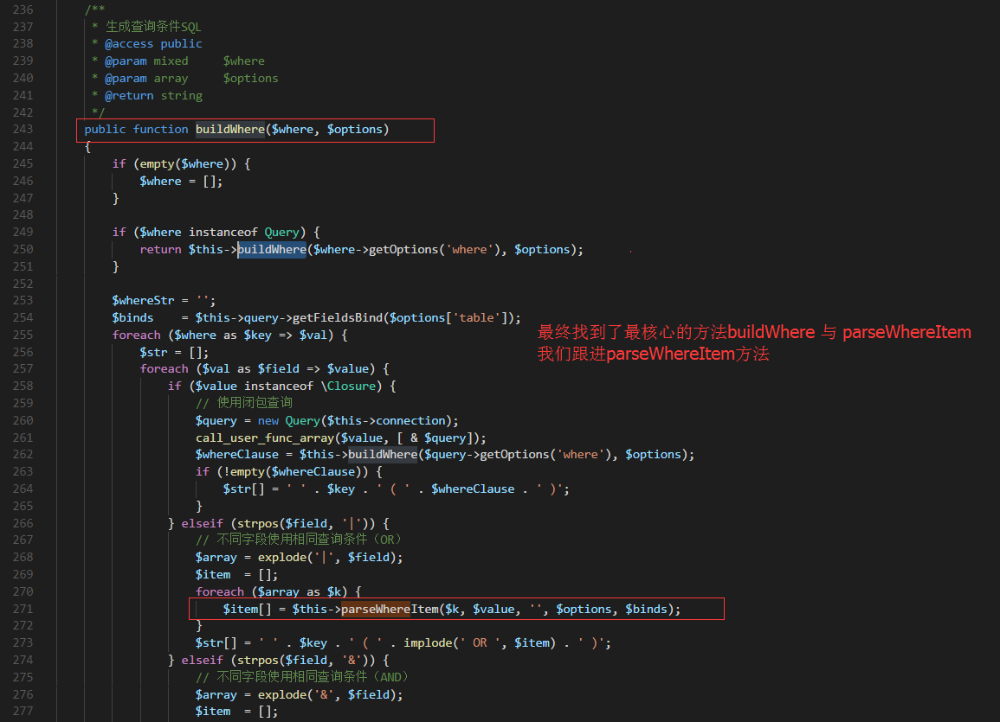 236 /**
237 * 生成查询条件SQL
238 * @access public
239 * @param mixed $where
240 * @param array $options
241 * @return string
242 */
243 public function buildWhere($where, $options)
244 {
245 if (empty($where)) {
246 $where = [];
247 }
248
249 if ($where instanceof Query) {
250 return $this->buildWhere($where->getOptions('where'), $options);
251 }
252
253 $whereStr = '';
254 $binds = $this->query->getFieldsBind($options['table']);
255 foreach ($where as $key => $val) {
256 $str = [];
257 foreach ($val as $field => $value) {
258 if ($value instanceof \Closure) {
259 // 使用闭包查询
260 $query = new Query($this->connection);
261 call_user_func_array($value, [ & $query]);
262 $whereClause = $this->buildWhere($query->getOptions('where'), $options);
263 if (!empty($whereClause)) {
264 $str[] = ' ' . $key . ' ( ' . $whereClause . ' )';
265 }
266 } elseif (strpos($field, '|')) {
267 // 不同字段使用相同查询条件（OR）
268 $array = explode('|', $field);
269 $item = [];
270 foreach ($array as $k) {
271 $item[] = $this->parseWhereItem($k, $value, '', $options, $binds);
272 }
273 $str[] = ' ' . $key . ' ( ' . implode(' OR ', $item) . ' )';
274 } elseif (strpos($field, '&')) {
275 // 不同字段使用相同查询条件（AND）
276 $array = explode('&', $field);
277 $item = [];
最终找到了最核心的方法buildWhere 与 parseWhereItem
我们跟进parseWhereItem方法